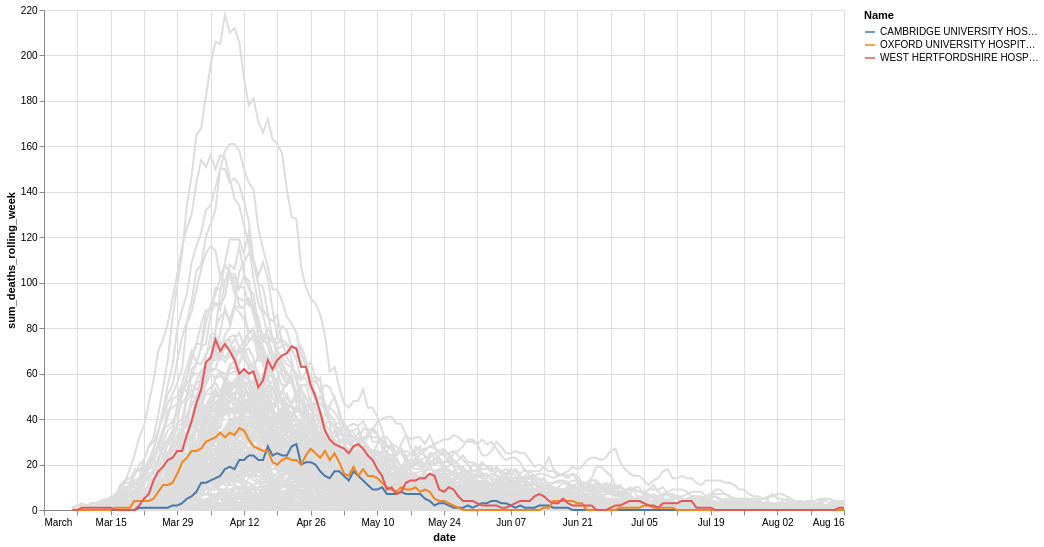 220
200
180
160
140
120
100
80
60
40
20
0
sum_deaths_rolling_week
March
Mar 15
Mar 29
Apr 12
Apr 26
May 10
May 24
Jun 07
Jun 21
Jul 05
Jul 19
Aug 02
Aug 16
date
Name
CAMBRIDGE UNIVERSITY HOS…
OXFORD UNIVERSITY HOSPIT…
WEST HERTFORDSHIRE HOSP…